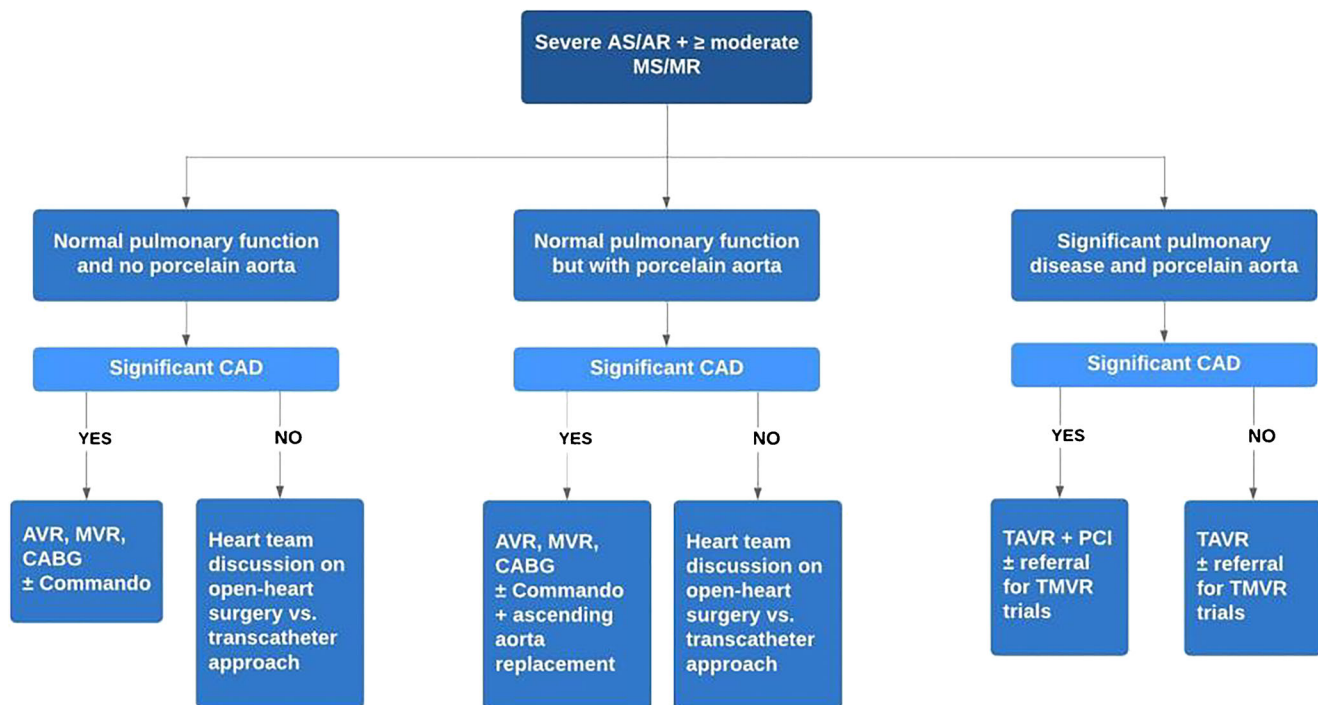 Severe AS/AR + ≥ moderate
MS/MR
Normal pulmonary function
and no porcelain aorta
Normal pulmonary function
but with porcelain aorta
Significant pulmonary
disease and porcelain aorta
Significant CAD
Significant CAD
Significant CAD
YES
NO
YES
NO
YES
NO
AVR, MVR,
CABG
± Commando
Heart team
discussion on
open-heart
surgery vs.
transcatheter
approach
AVR, MVR,
CABG
± Commando
+ ascending
aorta
replacement
Heart team
discussion on
open-heart
surgery vs.
transcatheter
approach
TAVR + PCI
± referral
for TMVR
trials
TAVR
± referral
for TMVR
trials